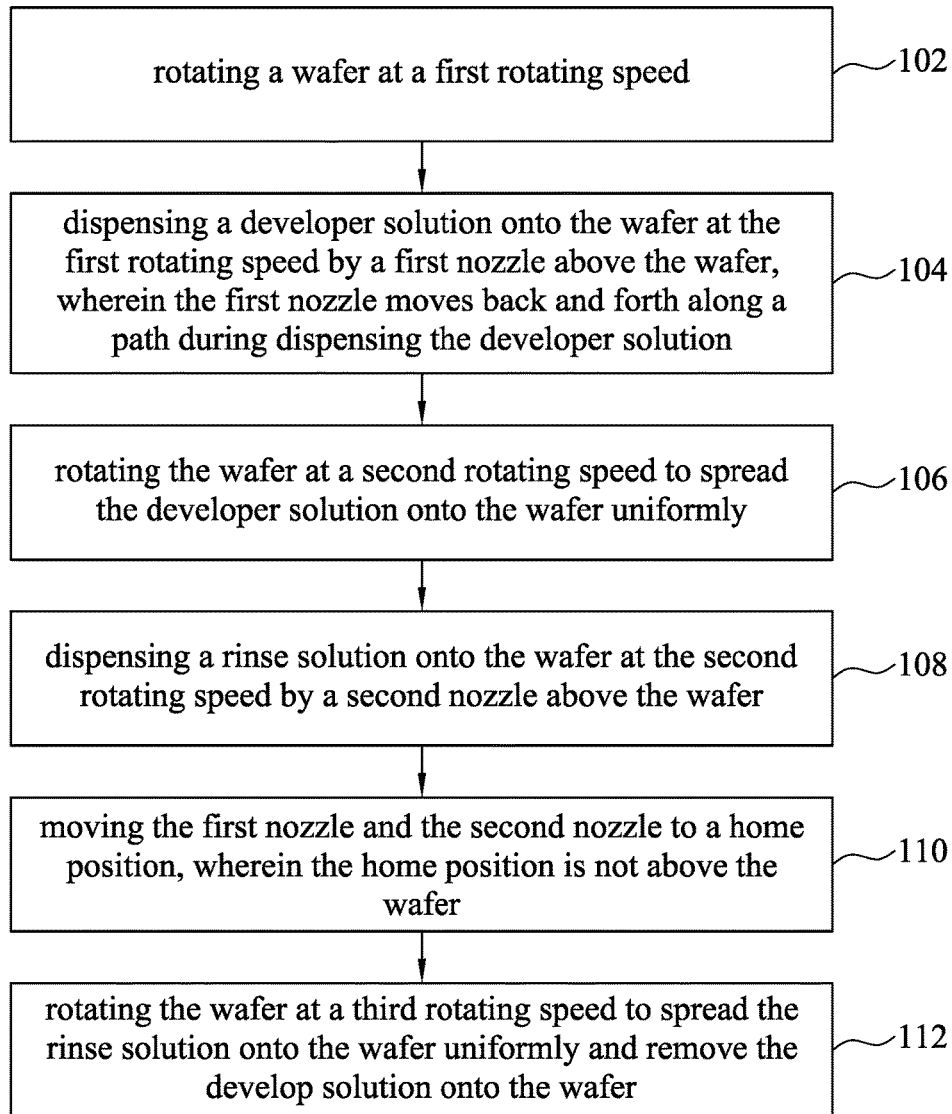 rotating a wafer at a first rotating speed
102
dispensing a developer solution onto the wafer at the
first rotating speed by a first nozzle above the wafer,
wherein the first nozzle moves back and forth along a
path during dispensing the developer solution
104
rotating the wafer at a second rotating speed to spread
the developer solution onto the wafer uniformly
106
dispensing a rinse solution onto the wafer at the second
rotating speed by a second nozzle above the wafer
108
moving the first nozzle and the second nozzle to a home
position, wherein the home position is not above the
wafer
110
rotating the wafer at a third rotating speed to spread the
rinse solution onto the wafer uniformly and remove the
develop solution onto the wafer
112